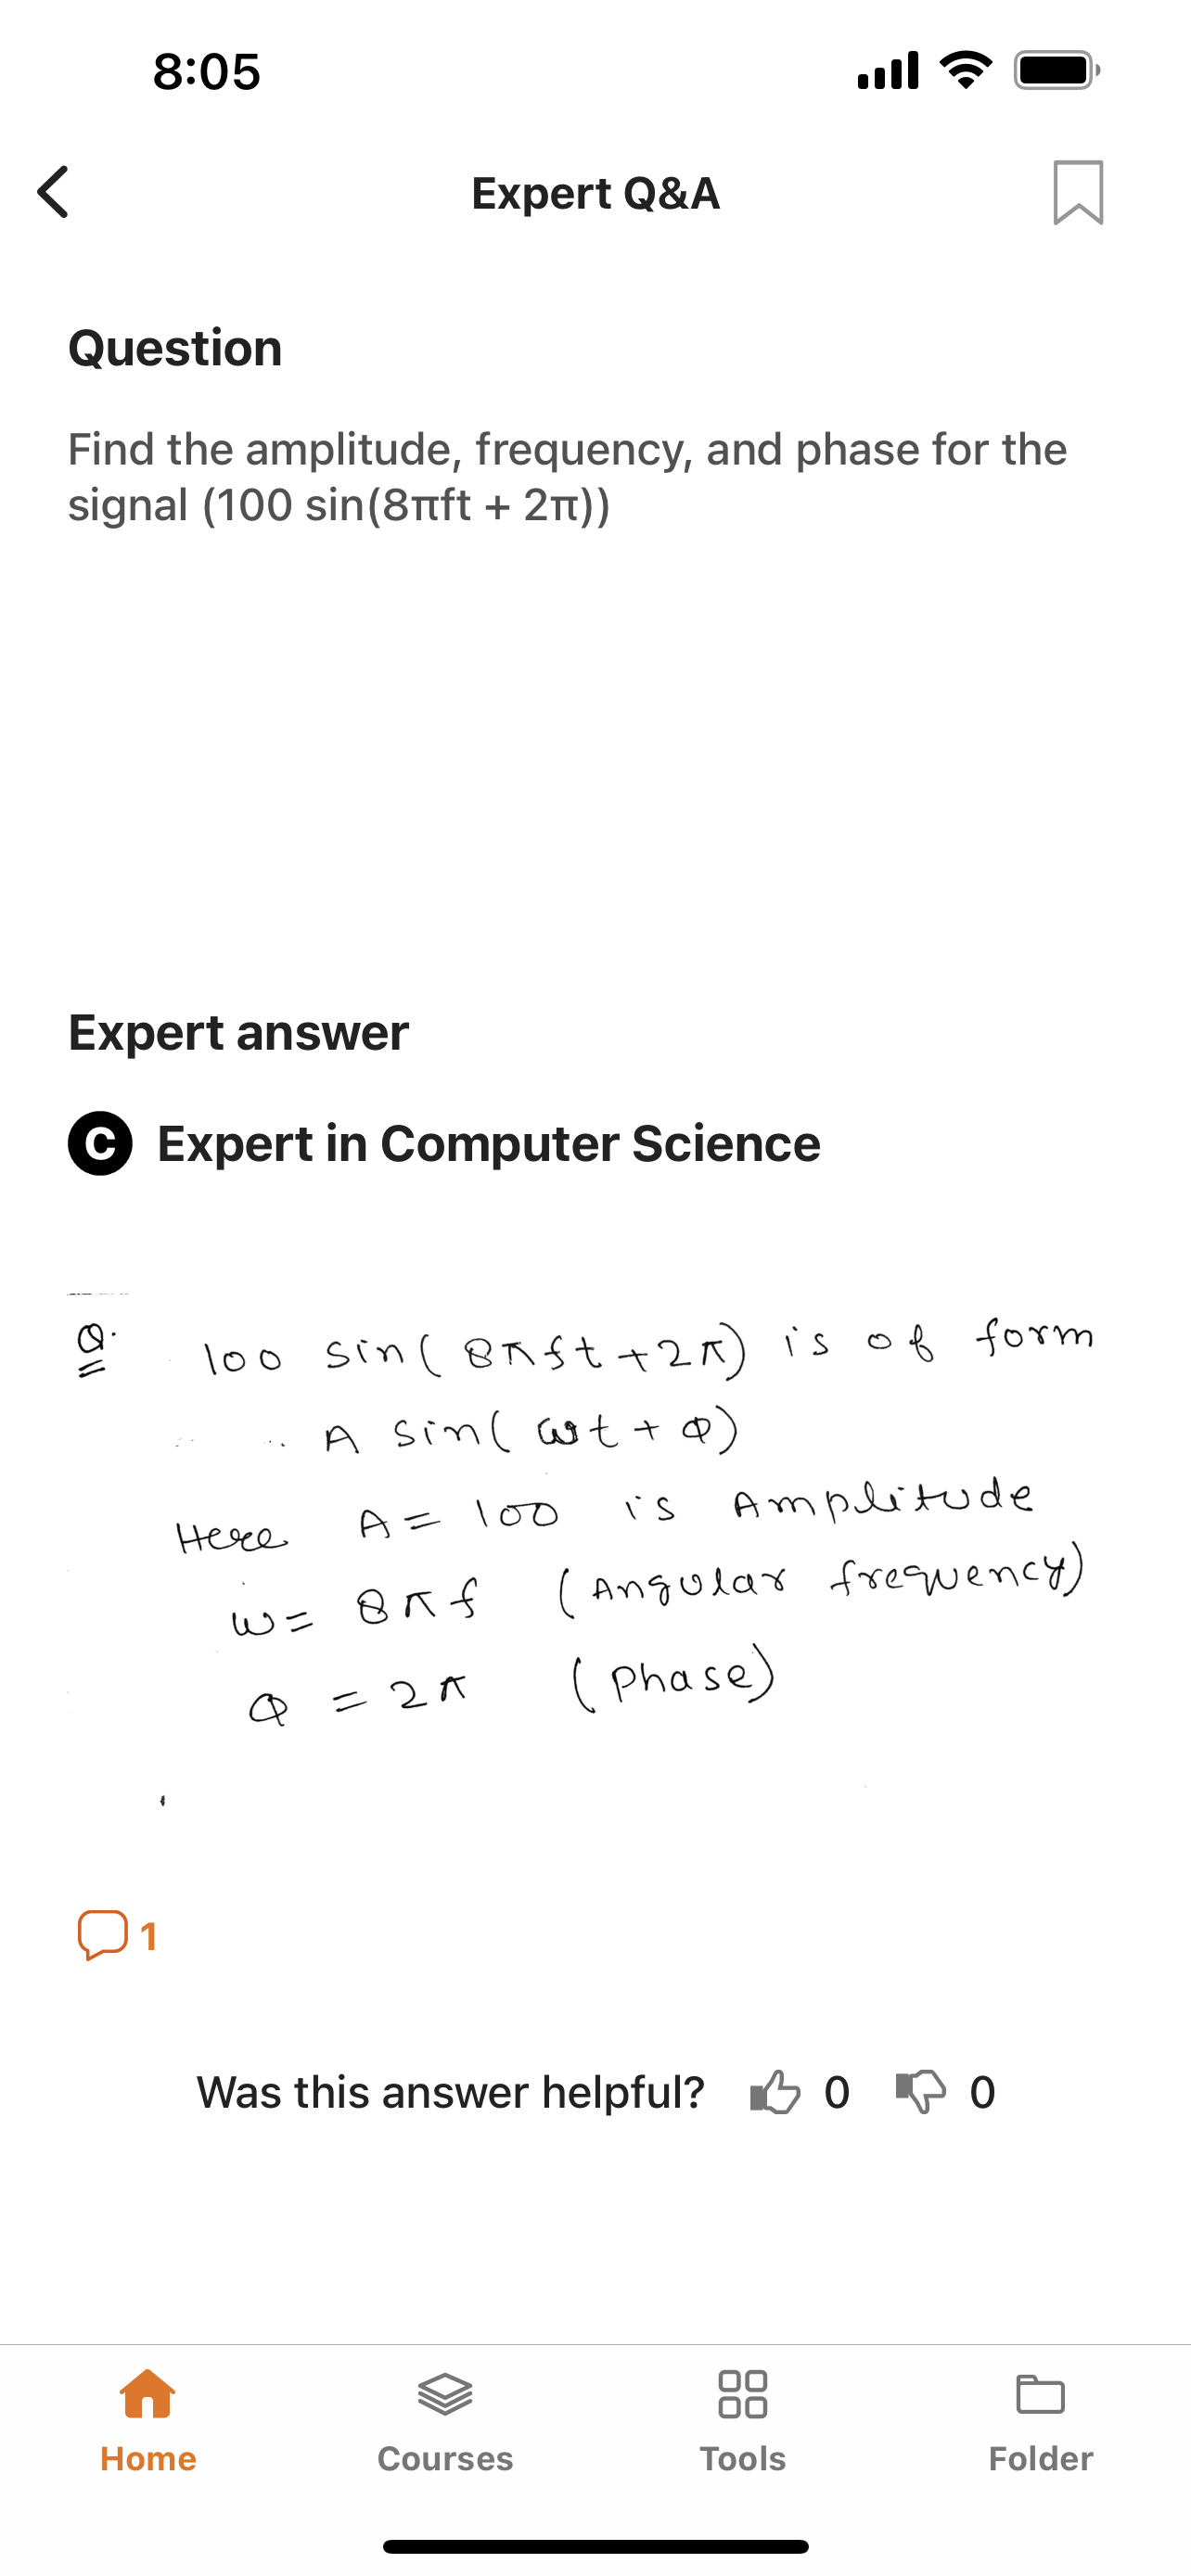 8:05
Expert Q&A
Question
Find the amplitude, frequency, and phase for the
signal (100 sin(8πft + 2π))
Expert answer
C Expert in Computer Science
Q.
100 sin( 8πft + 2π) is of form
A sin( ωt + φ)
Here A = 100 is Amplitude
ω = 8πf (Angular frequency)
φ = 2π (Phase)
1
Was this answer helpful? 0 0
Home Courses Tools Folder